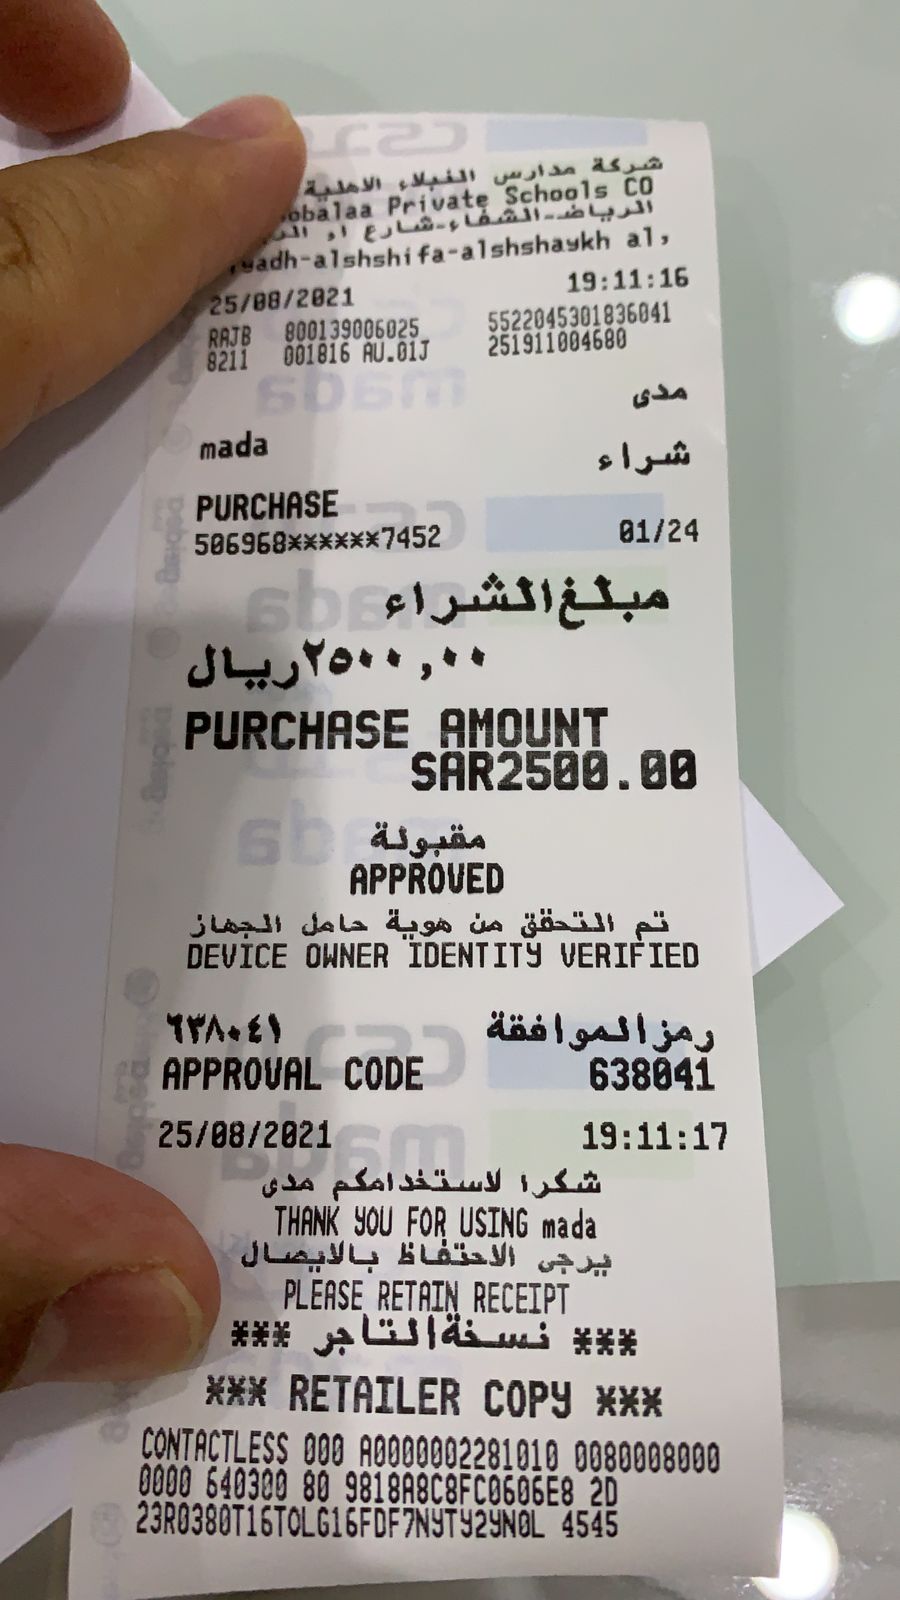 شركة مدارس النبلاء الاهلية
obalaa Private Schools CO
الرياض-الشفاء-شارع
yadh-alshshifa-alshshaykh al,
25/08/2021 19:11:16
RAJB 800139006025 5522045301836041
8211 001816 AU.01J 251911004680
مدى
mada
شراء
PURCHASE
506968******7452 01/24
مبلغ الشراء
٢٥٠٠,٠٠ ريال
PURCHASE AMOUNT
SAR2500.00
مقبولة
APPROVED
تم التحقق من هوية حامل الجهاز
DEVICE OWNER IDENTITY VERIFIED
رمز الموافقة ٦٣٨٠٤١
APPROVAL CODE 638041
25/08/2021 19:11:17
شكرا لاستخدامكم مدى
THANK YOU FOR USING mada
يرجى الاحتفاظ بالايصال
PLEASE RETAIN RECEIPT
*** نسخة التاجر ***
*** RETAILER COPY ***
CONTACTLESS 000 A0000002281010 0080008000
0000 640300 80 9818A8C8FC0606E8 2D
23R0380T16TOLG16FDF7NYTY2YN0L 4545